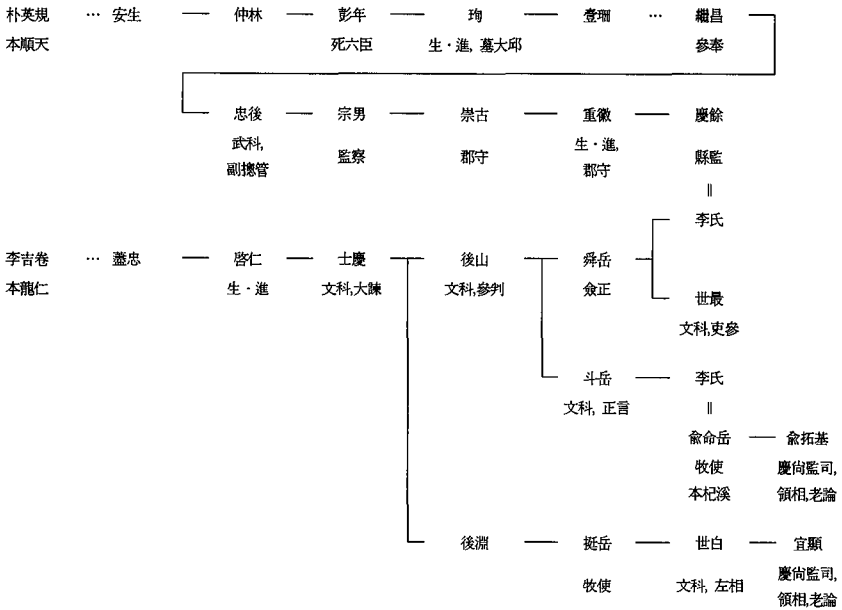 朴英規 … 安生 — 仲林 — 彭年 — 珣 — 壹珊 … 繼昌
本順天 死六臣 生·進, 墓大邱 參奉
忠後 — 宗男 — 崇古 — 重徽 — 慶餘
武科, 副摠管 監察 郡守 生·進, 郡守 縣監
॥
李氏
李吉卷 … 藎忠 — 啓仁 — 士慶 — 後山 — 舜岳
本龍仁 生·進 文科,大諫 文科,參判 僉正
世最
文科,吏參
斗岳 — 李氏
文科, 正言 ॥
兪命岳 — 兪拓基
牧使 慶尙監司,
本杞溪 領相,老論
後淵 — 挺岳 — 世白 — 宜顯
牧使 文科, 左相 慶尙監司,
領相,老論